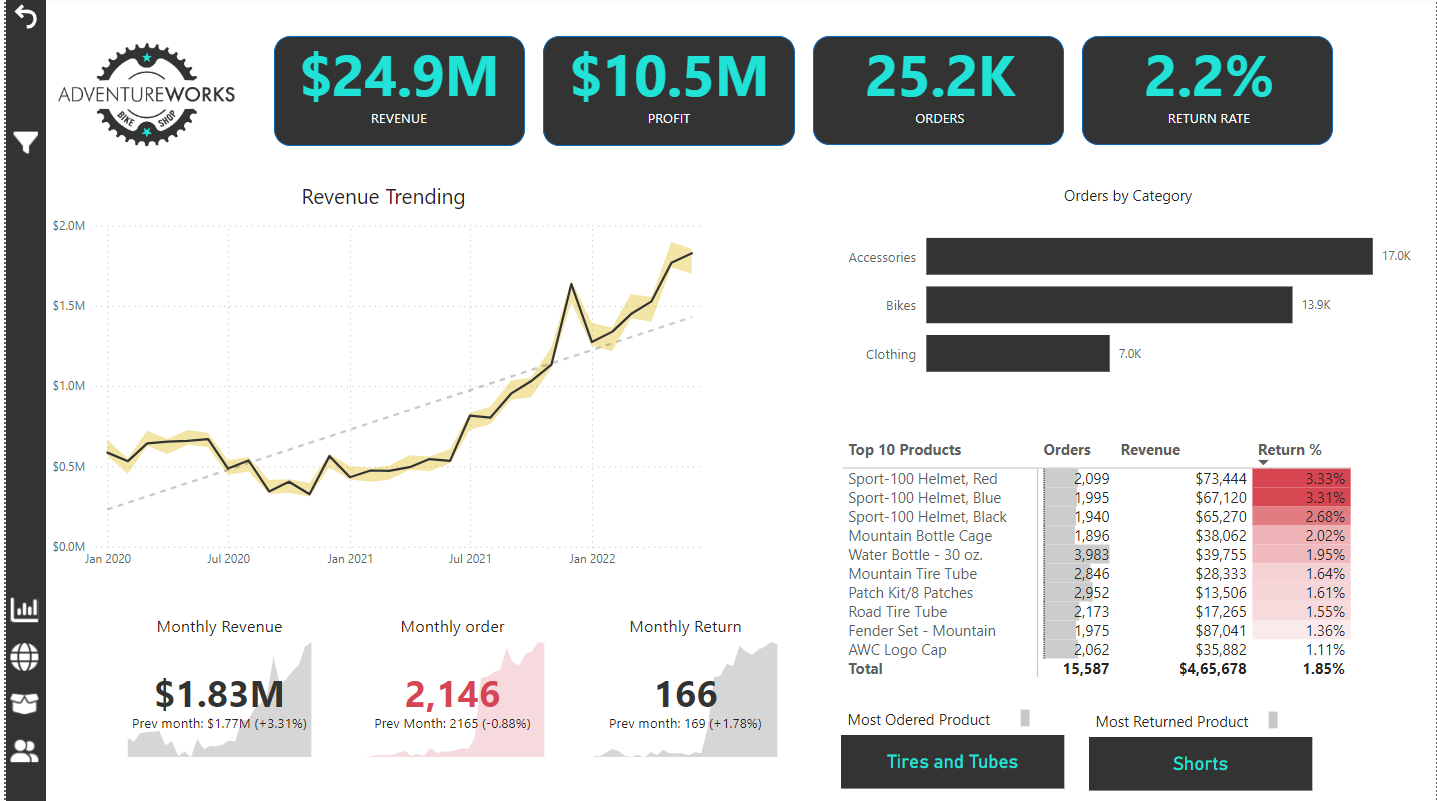 ADVENTUREWORKS
BIKE SHOP
$24.9M
REVENUE
$10.5M
PROFIT
25.2K
ORDERS
2.2%
RETURN RATE
Revenue Trending
$2.0M
$1.5M
$1.0M
$0.5M
$0.0M
Jan 2020 Jul 2020 Jan 2021 Jul 2021 Jan 2022
Orders by Category
Accessories 17.0K
Bikes 13.9K
Clothing 7.0K
Top 10 Products Orders Revenue Return %
Sport-100 Helmet, Red 2,099 $73,444 3.33%
Sport-100 Helmet, Blue 1,995 $67,120 3.31%
Sport-100 Helmet, Black 1,940 $65,270 2.68%
Mountain Bottle Cage 1,896 $38,062 2.02%
Water Bottle - 30 oz. 3,983 $39,755 1.95%
Mountain Tire Tube 2,846 $28,333 1.64%
Patch Kit/8 Patches 2,952 $13,506 1.61%
Road Tire Tube 2,173 $17,265 1.55%
Fender Set - Mountain 1,975 $87,041 1.36%
AWC Logo Cap 2,062 $35,882 1.11%
Total 15,587 $4,65,678 1.85%
Monthly Revenue
$1.83M
Prev month: $1.77M (+3.31%)
Monthly order
2,146
Prev Month: 2165 (-0.88%)
Monthly Return
166
Prev month: 169 (+1.78%)
Most Odered Product
Tires and Tubes
Most Returned Product
Shorts